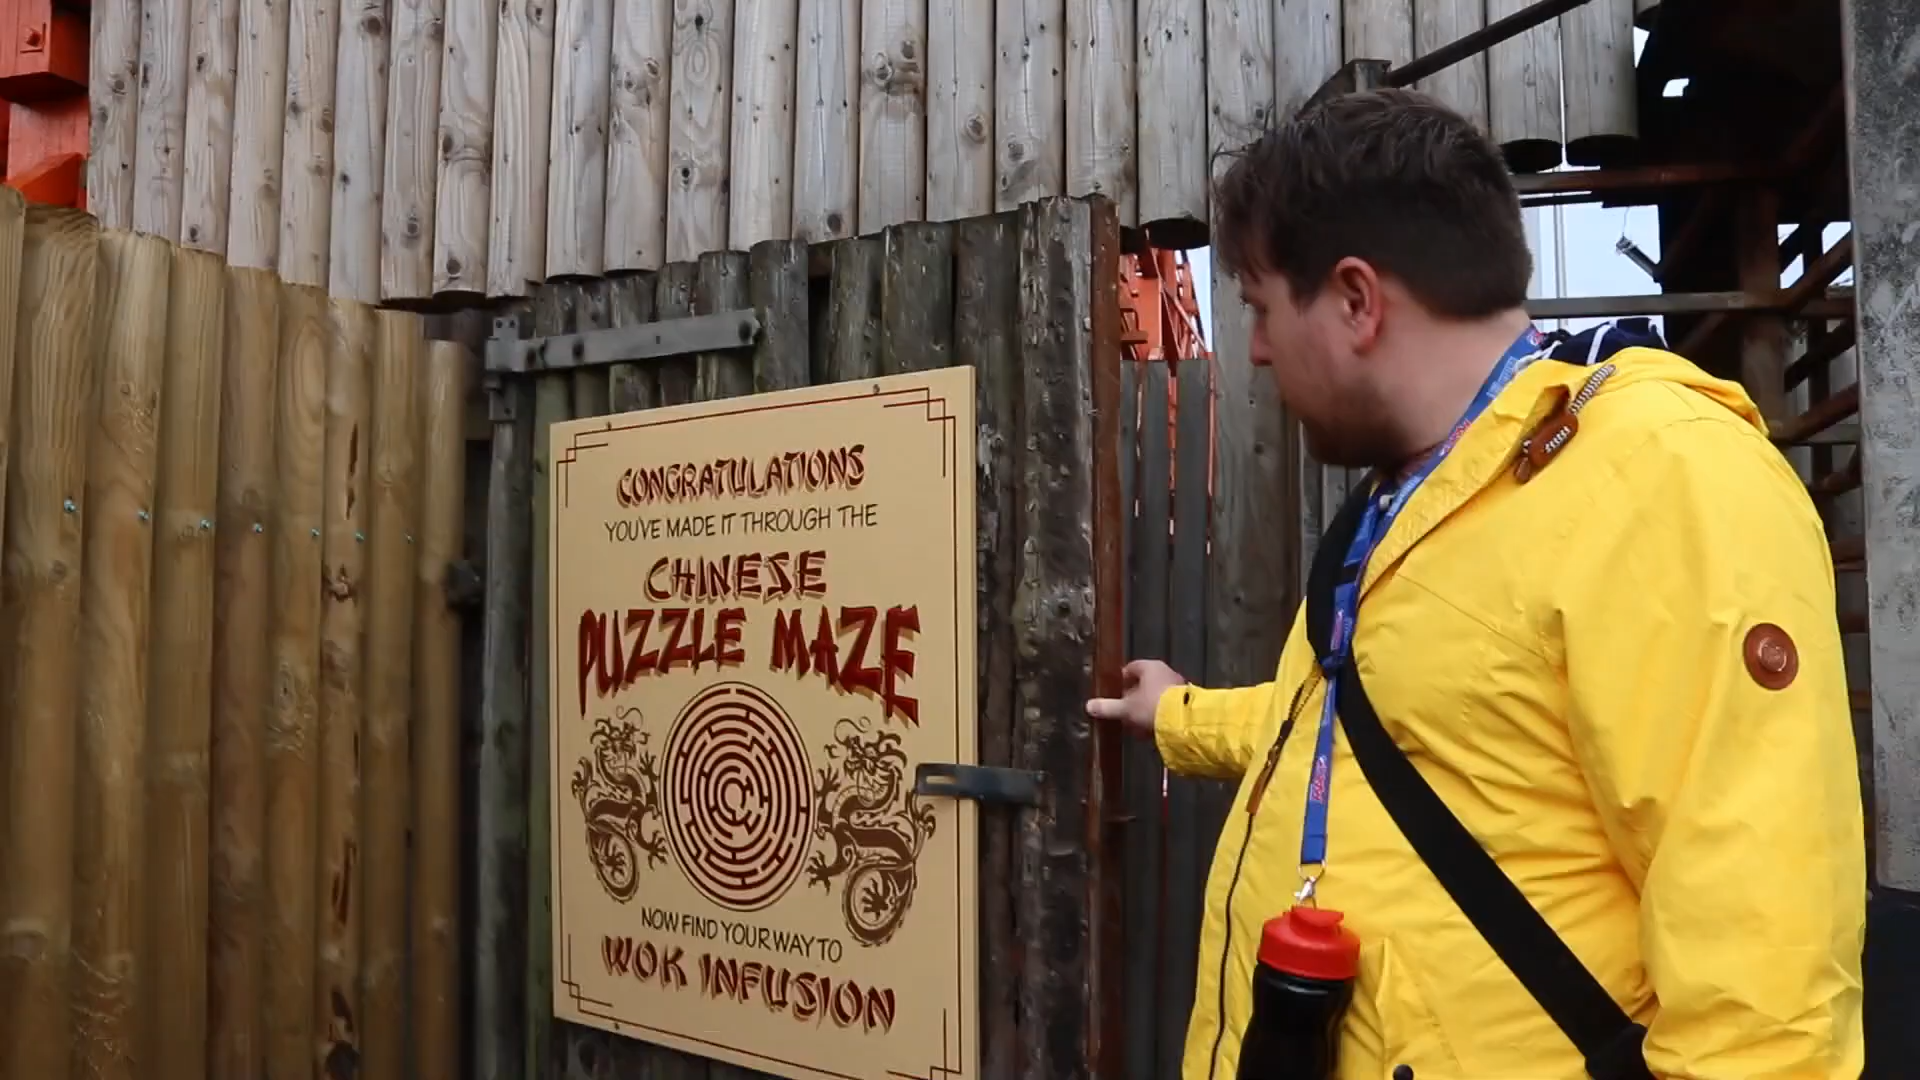 CONGRATULATIONS
YOU'VE MADE IT THROUGH THE
CHINESE
PUZZLE MAZE
NOW FIND YOUR WAY TO
WOK INFUSION